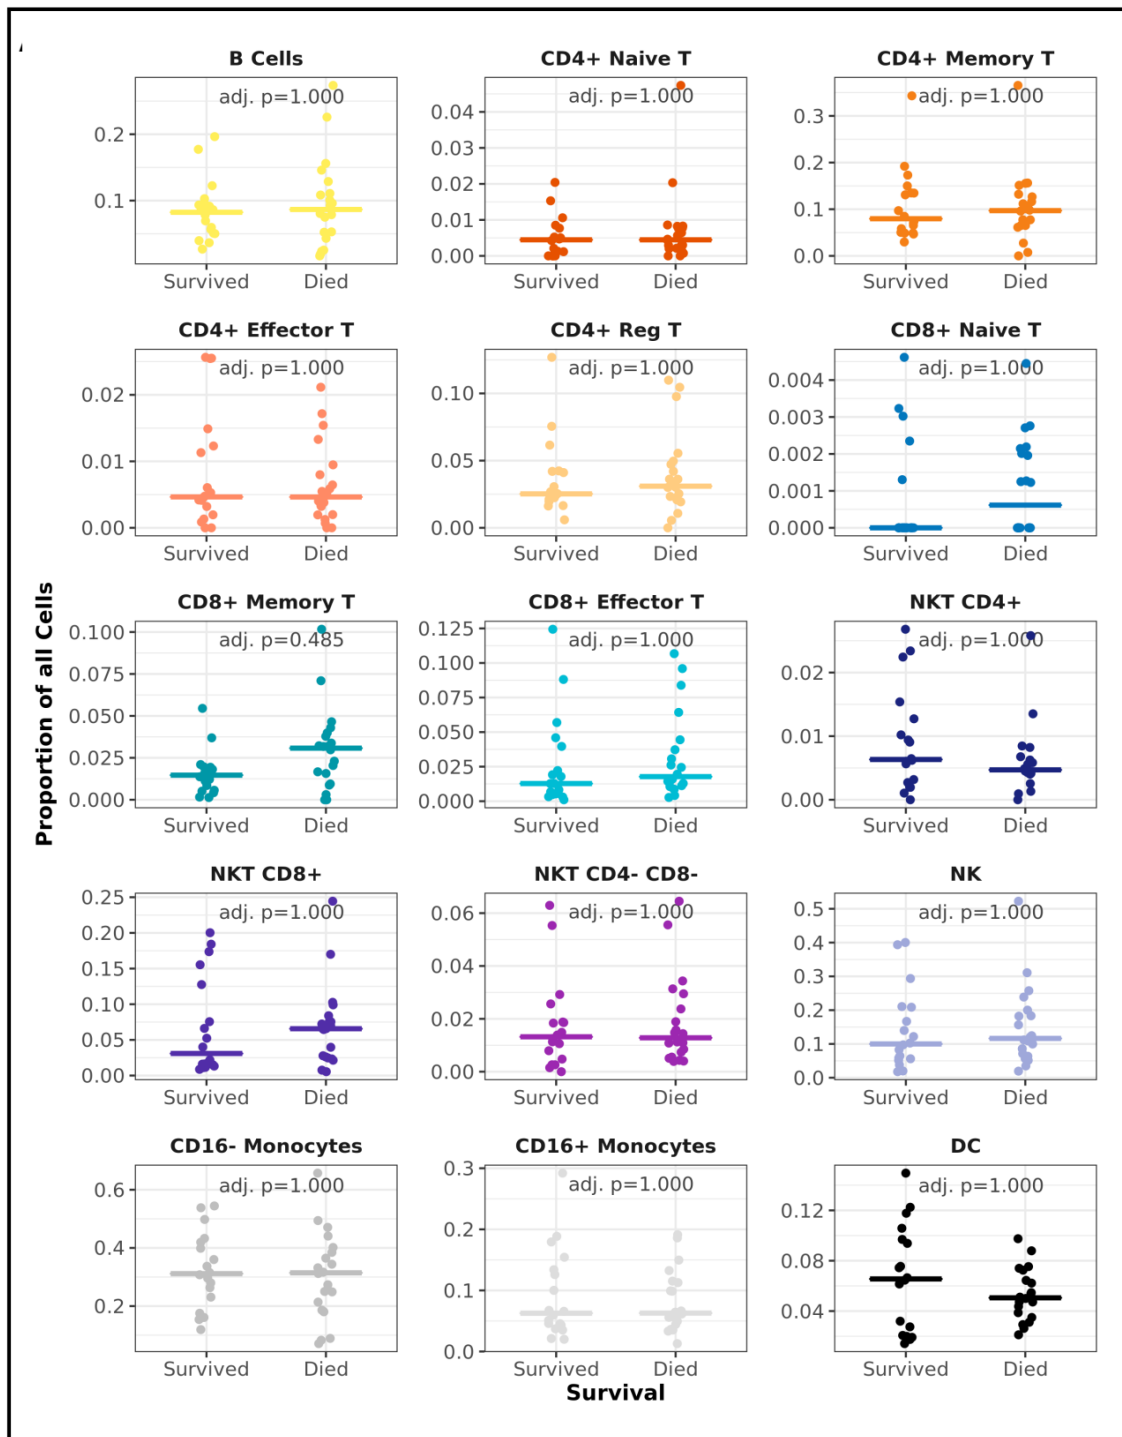 B Cells
CD4+ Naive T
CD4+ Memory T
adj. p=1.000
adj. p=1.000
adj. p=1.000
0.2
0.1
0.04
0.03
0.02
0.01
0.00
0.3
0.2
0.1
0.0
Survived Died
Survived Died
Survived Died
CD4+ Effector T
CD4+ Reg T
CD8+ Naive T
adj. p=1.000
adj. p=1.000
adj. p=1.000
0.02
0.01
0.00
0.10
0.05
0.00
0.004
0.003
0.002
0.001
0.000
Survived Died
Survived Died
Survived Died
Proportion of all Cells
CD8+ Memory T
CD8+ Effector T
NKT CD4+
adj. p=0.485
adj. p=1.000
adj. p=1.000
0.100
0.075
0.050
0.025
0.000
0.125
0.100
0.075
0.050
0.025
0.000
0.02
0.01
0.00
Survived Died
Survived Died
Survived Died
NKT CD8+
NKT CD4- CD8-
NK
adj. p=1.000
adj. p=1.000
adj. p=1.000
0.25
0.20
0.15
0.10
0.05
0.00
0.06
0.04
0.02
0.00
0.5
0.4
0.3
0.2
0.1
0.0
Survived Died
Survived Died
Survived Died
CD16- Monocytes
CD16+ Monocytes
DC
adj. p=1.000
adj. p=1.000
adj. p=1.000
0.6
0.4
0.2
0.3
0.2
0.1
0.0
0.12
0.08
0.04
Survived Died
Survived Died
Survived Died
Survival